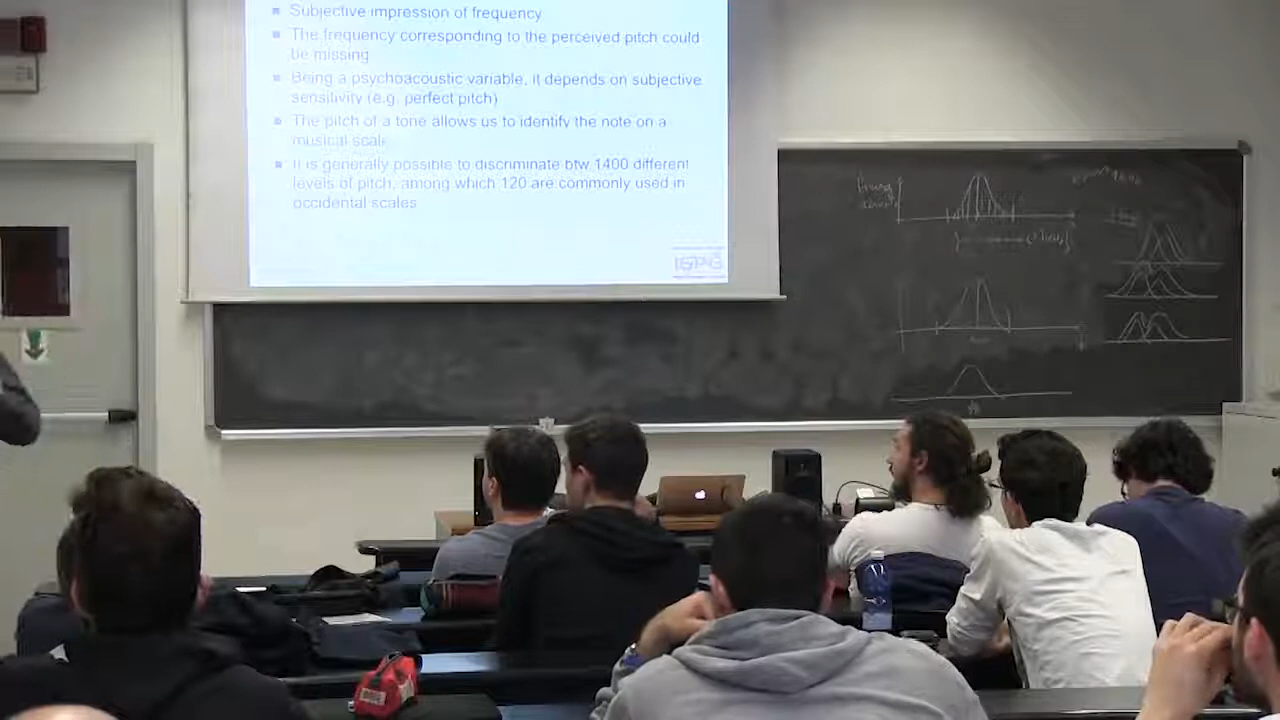 Subjective impression of frequency
The frequency corresponding to the perceived pitch could
be missing
Being a psychoacoustic variable, it depends on subjective
sensitivity (e.g. perfect pitch)
The pitch of a tone allows us to identify the note on a
musical scale
It is generally possible to discriminate btw 1400 different
levels of pitch, among which 120 are commonly used in
occidental scales